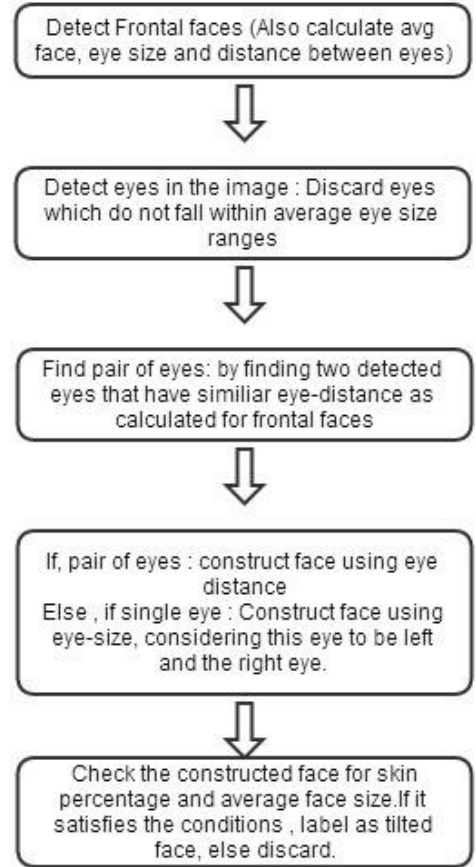 Detect Frontal faces (Also calculate avg
face, eye size and distance between eyes)
Detect eyes in the image : Discard eyes
which do not fall within average eye size
ranges
Find pair of eyes: by finding two detected
eyes that have similiar eye-distance as
calculated for frontal faces
If, pair of eyes : construct face using eye
distance
Else , if single eye : Construct face using
eye-size, considering this eye to be left
and the right eye.
Check the constructed face for skin
percentage and average face size.If it
satisfies the conditions , label as tilted
face, else discard.